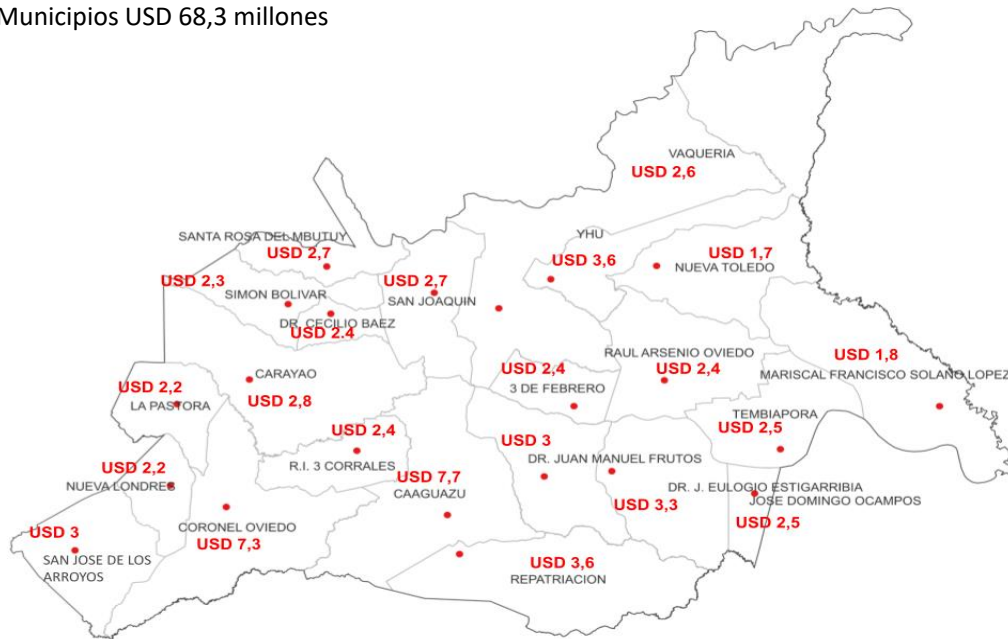 Municipios USD 68,3 millones
VAQUERIA
USD 2,6
SANTA ROSA DEL MBUTUY
USD 2,7
YHU
USD 3,6
USD 1,7
NUEVA TOLEDO
USD 2,3
SIMON BOLIVAR
USD 2,7
SAN JOAQUIN
DR. CECILIO BAEZ
USD 2.4
RAUL ARSENIO OVIEDO
USD 2,4
USD 1,8
MARISCAL FRANCISCO SOLANO LOPEZ
USD 2,4
3 DE FEBRERO
CARAYAO
USD 2,8
USD 2,2
LA PASTORA
TEMBIAPORA
USD 2,5
USD 2,4
R.I. 3 CORRALES
USD 3
DR. JUAN MANUEL FRUTOS
USD 3,3
USD 2,2
NUEVA LONDRES
USD 7,7
CAAGUAZU
DR. J. EULOGIO ESTIGARRIBIA
JOSE DOMINGO OCAMPOS
USD 2,5
CORONEL OVIEDO
USD 7,3
USD 3
SAN JOSE DE LOS
ARROYOS
USD 3,6
REPATRIACION